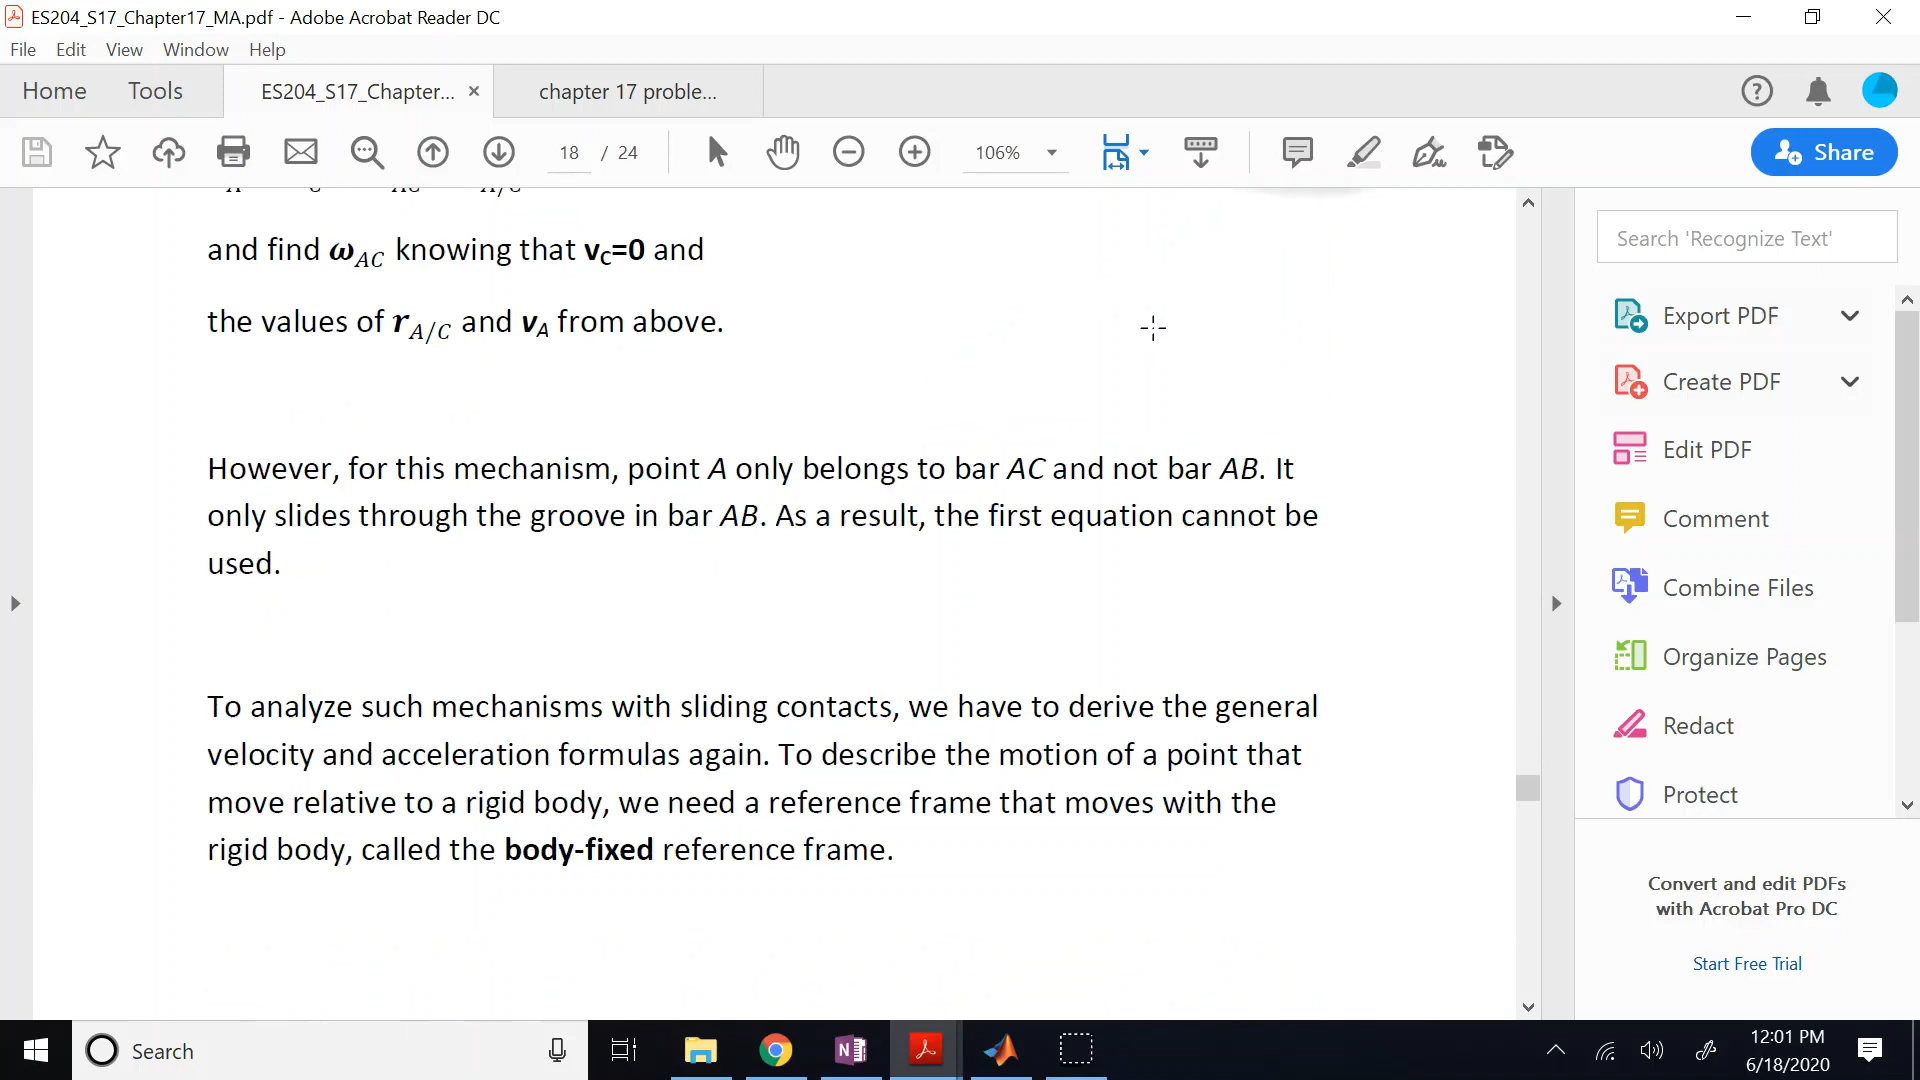 ES204_S17_Chapter17_MA.pdf - Adobe Acrobat Reader DC
File Edit View Window Help
Home Tools ES204_S17_Chapter... × chapter 17 proble...
18 / 24 106% Share
and find ω_AC knowing that v_C=0 and
the values of r_A/C and v_A from above.
However, for this mechanism, point A only belongs to bar AC and not bar AB. It
only slides through the groove in bar AB. As a result, the first equation cannot be
used.
To analyze such mechanisms with sliding contacts, we have to derive the general
velocity and acceleration formulas again. To describe the motion of a point that
move relative to a rigid body, we need a reference frame that moves with the
rigid body, called the body-fixed reference frame.
Search 'Recognize Text'
Export PDF
Create PDF
Edit PDF
Comment
Combine Files
Organize Pages
Redact
Protect
Convert and edit PDFs
with Acrobat Pro DC
Start Free Trial
Search
12:01 PM
6/18/2020